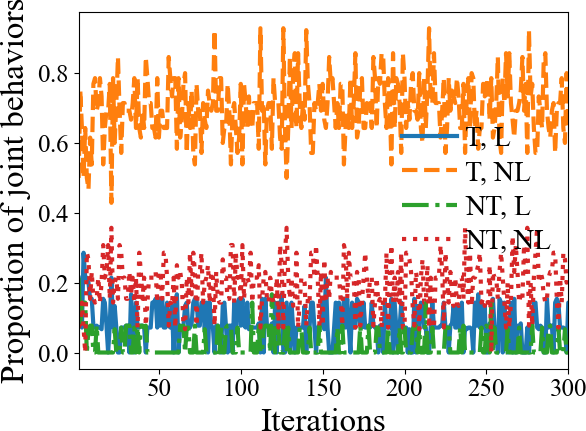 Proportion of joint behaviors
0.8
0.6
0.4
0.2
0.0
T, L
T, NL
NT, L
NT, NL
50
100
150
200
250
300
Iterations